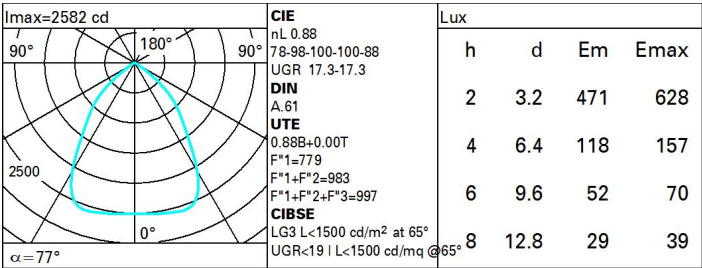 Imax=2582 cd
90° 180° 90°
2500
0°
α=77°
CIE
nL 0.88
78-98-100-100-88
UGR 17.3-17.3
DIN
A.61
UTE
0.88B+0.00T
F"1=779
F"1+F"2=983
F"1+F"2+F"3=997
CIBSE
LG3 L<1500 cd/m² at 65°
UGR<19 | L<1500 cd/mq @65°
Lux
h d Em Emax
2 3.2 471 628
4 6.4 118 157
6 9.6 52 70
8 12.8 29 39